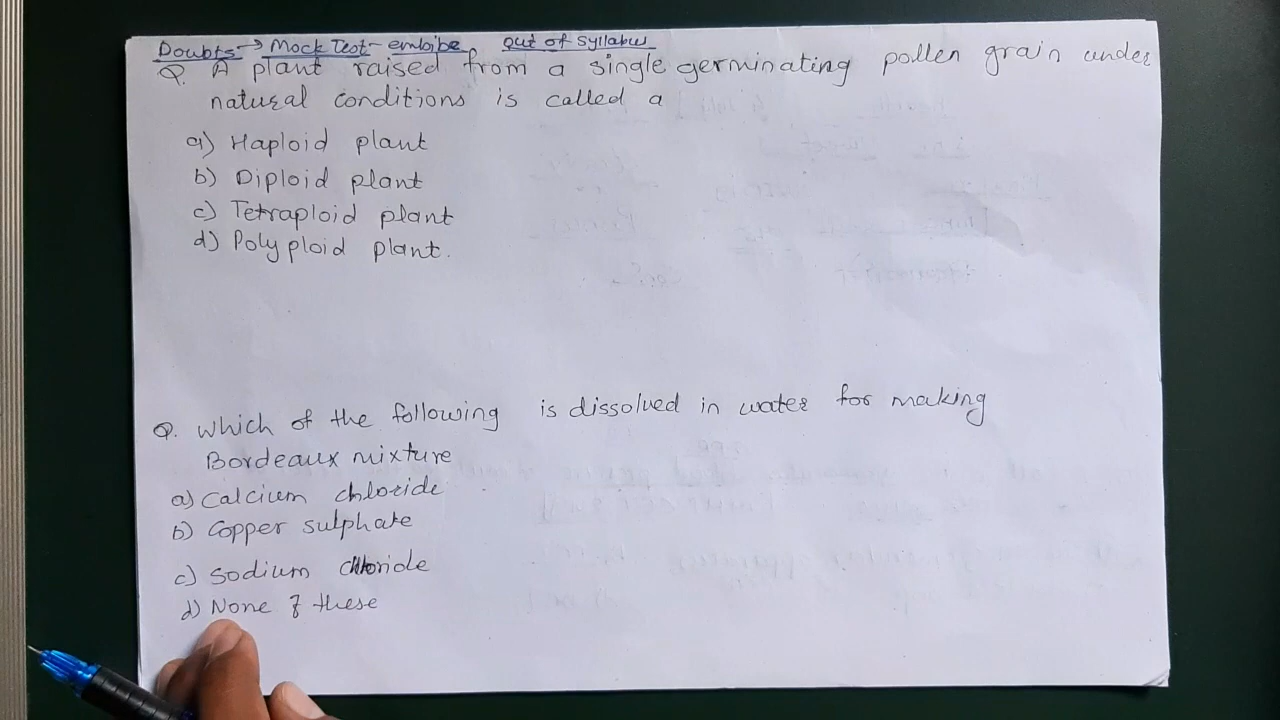 Doubts → Mock Test - embibe, out of syllabus
Q. A plant raised from a single germinating pollen grain under
natural conditions is called a
a) Haploid plant
b) Diploid plant
c) Tetraploid plant
d) Polyploid plant.
Q. Which of the following is dissolved in water for making
Bordeaux mixture
a) Calcium chloride
b) Copper sulphate
c) Sodium chloride
d) None of these